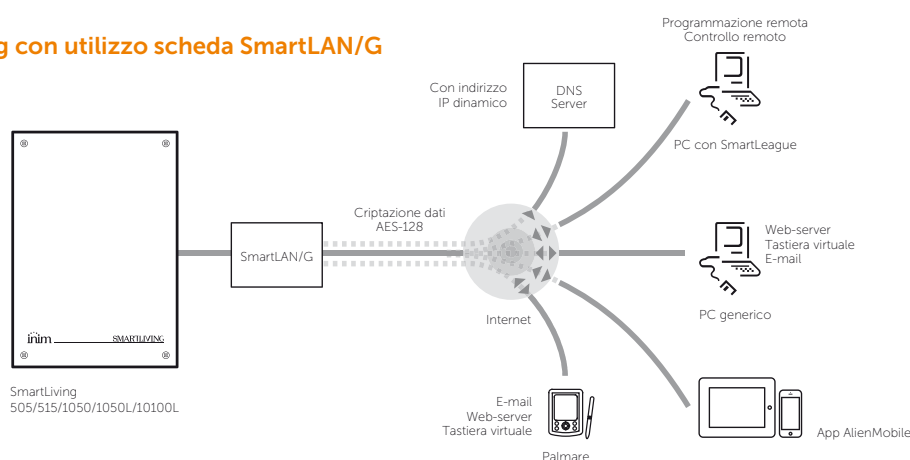 g con utilizzo scheda SmartLAN/G
Programmazione remota
Controllo remoto
Con indirizzo
IP dinamico
DNS
Server
PC con SmartLeague
Criptazione dati
AES-128
SmartLAN/G
Web-server
Tastiera virtuale
E-mail
PC generico
Internet
inim
SMARTLIVING
SmartLiving
505/515/1050/1050L/10100L
E-mail
Web-server
Tastiera virtuale
Palmare
App AlienMobile